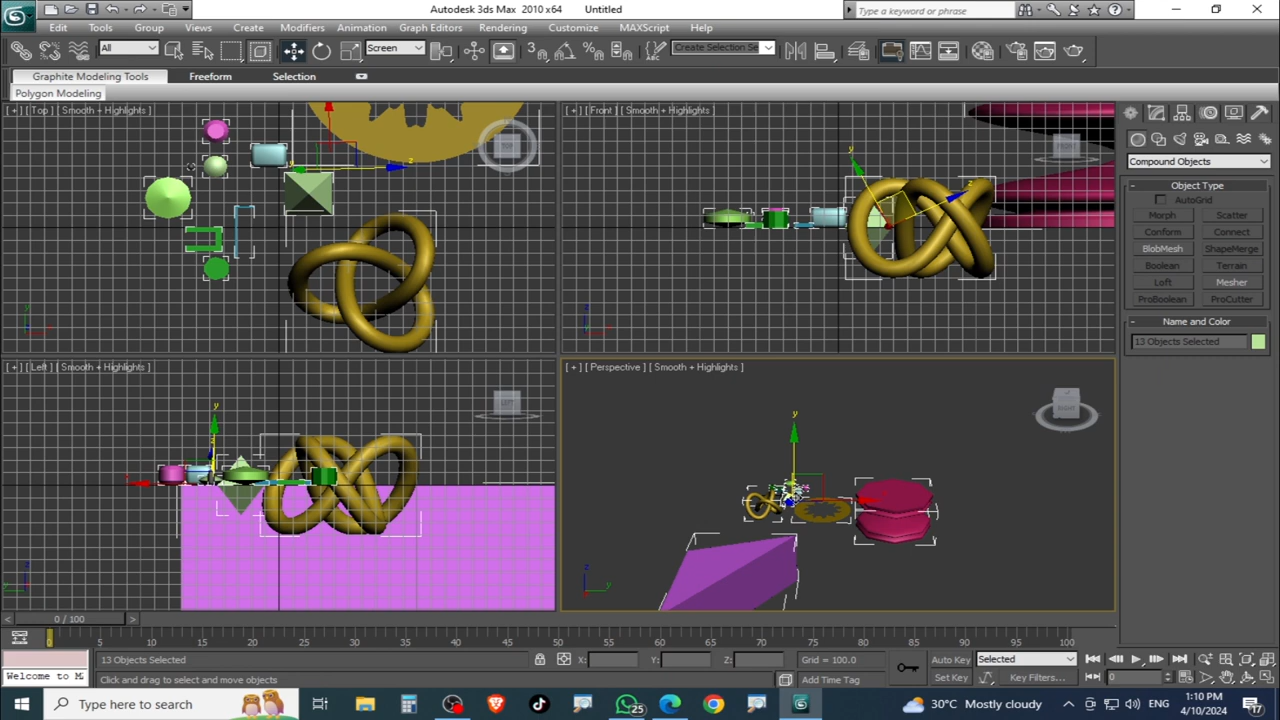 Autodesk 3ds Max 2010 x64 Untitled
Type a keyword or phrase
Edit Tools Group Views Create Modifiers Animation Graph Editors Rendering Customize MAXScript Help
All Screen Create Selection Se
Graphite Modeling Tools Freeform Selection
Polygon Modeling
[ + ] [ Top ] [ Smooth + Highlights ]
[ + ] [ Front ] [ Smooth + Highlights ]
Compound Objects
Object Type
AutoGrid
Morph Scatter
Conform Connect
BlobMesh ShapeMerge
Boolean Terrain
Loft Mesher
ProBoolean ProCutter
Name and Color
13 Objects Selected
[ + ] [ Left ] [ Smooth + Highlights ]
[ + ] [ Perspective ] [ Smooth + Highlights ]
LEFT
RIGHT
0 / 100
0 5 10 15 20 25 30 35 40 45 50 55 60 65 70 75 80 85 90 95 100
13 Objects Selected X: Y: Z: Grid = 100.0 Auto Key Selected
Welcome to M Click and drag to select and move objects Add Time Tag Set Key Key Filters... 0
Type here to search 25 30°C Mostly cloudy ENG 1:10 PM 4/10/2024 17